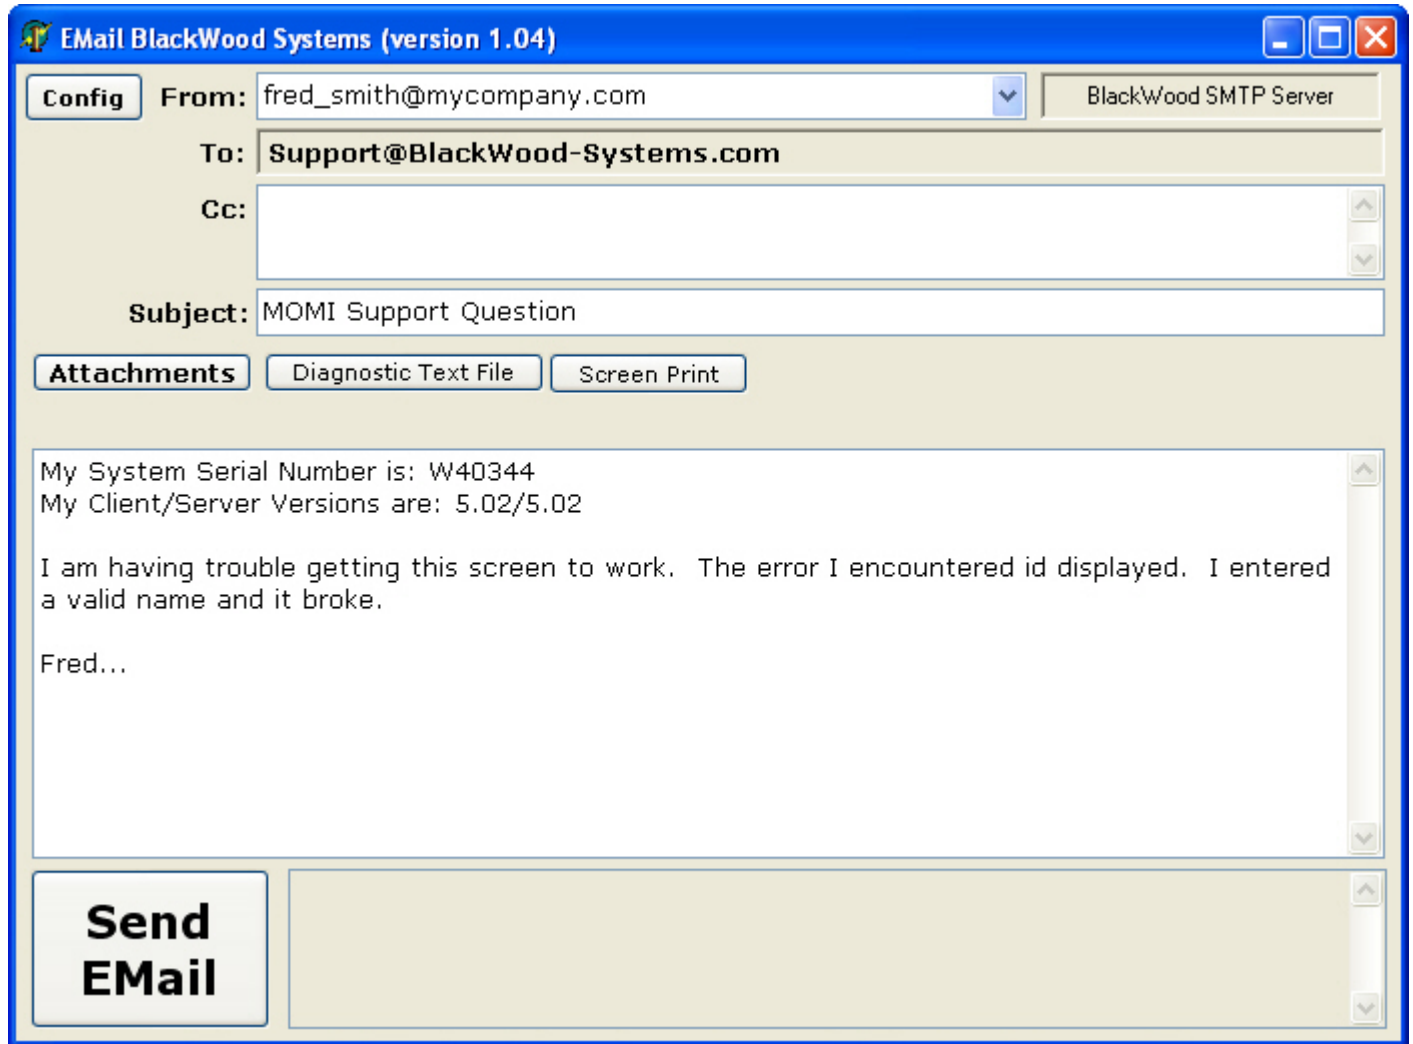 EMail BlackWood Systems (version 1.04)
Config From: fred_smith@mycompany.com BlackWood SMTP Server
To: Support@BlackWood-Systems.com
Cc:
Subject: MOMI Support Question
Attachments Diagnostic Text File Screen Print
My System Serial Number is: W40344
My Client/Server Versions are: 5.02/5.02
I am having trouble getting this screen to work.  The error I encountered id displayed.  I entered
a valid name and it broke.
Fred...
Send
EMail